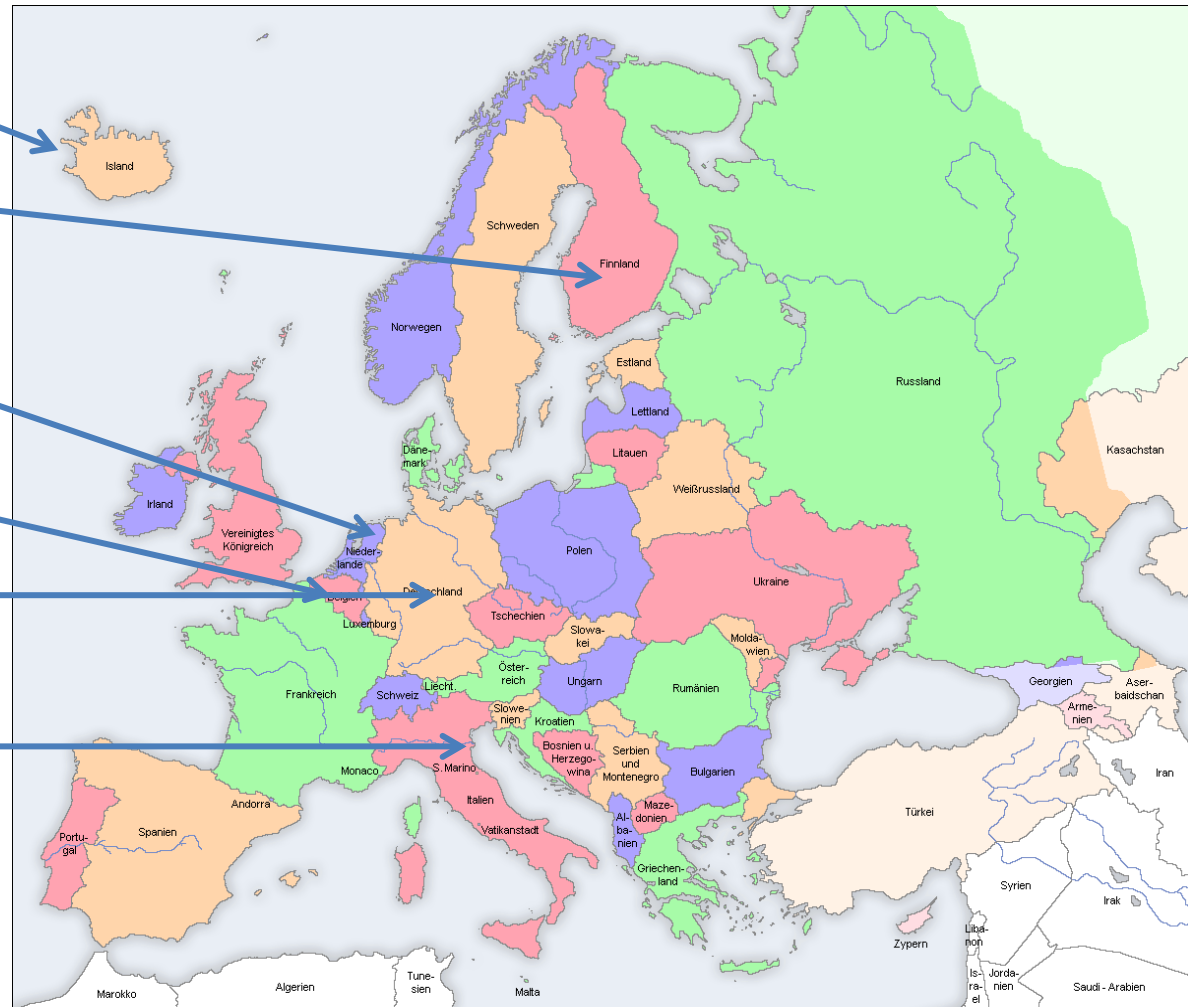 Island
Schweden
Finnland
Norwegen
Estland
Russland
Lettland
Däne-
mark
Litauen
Kasachstan
Weißrussland
Irland
Vereinigtes
Königreich
Nieder-
lande
Polen
Ukraine
Belgien
Deutschland
Tschechien
Luxemburg
Slowa-
kei
Molda-
wien
Öster-
reich
Liecht.
Ungarn
Frankreich
Schweiz
Rumänien
Georgien
Aser-
baidschan
Slowe-
nien
Kroatien
Arme-
nien
Bosnien u.
Herzego-
wina
Serbien
und
Montenegro
Monaco
S. Marino
Bulgarien
Iran
Italien
Andorra
Türkei
Maze-
donien
Spanien
Vatikanstadt
Al-
ba-
nien
Portu-
gal
Griechen-
land
Syrien
Irak
Zypern
Liba-
non
Is-
ra-
el
Jorda-
nien
Tune-
sien
Algerien
Marokko
Malta
Saudi-Arabien